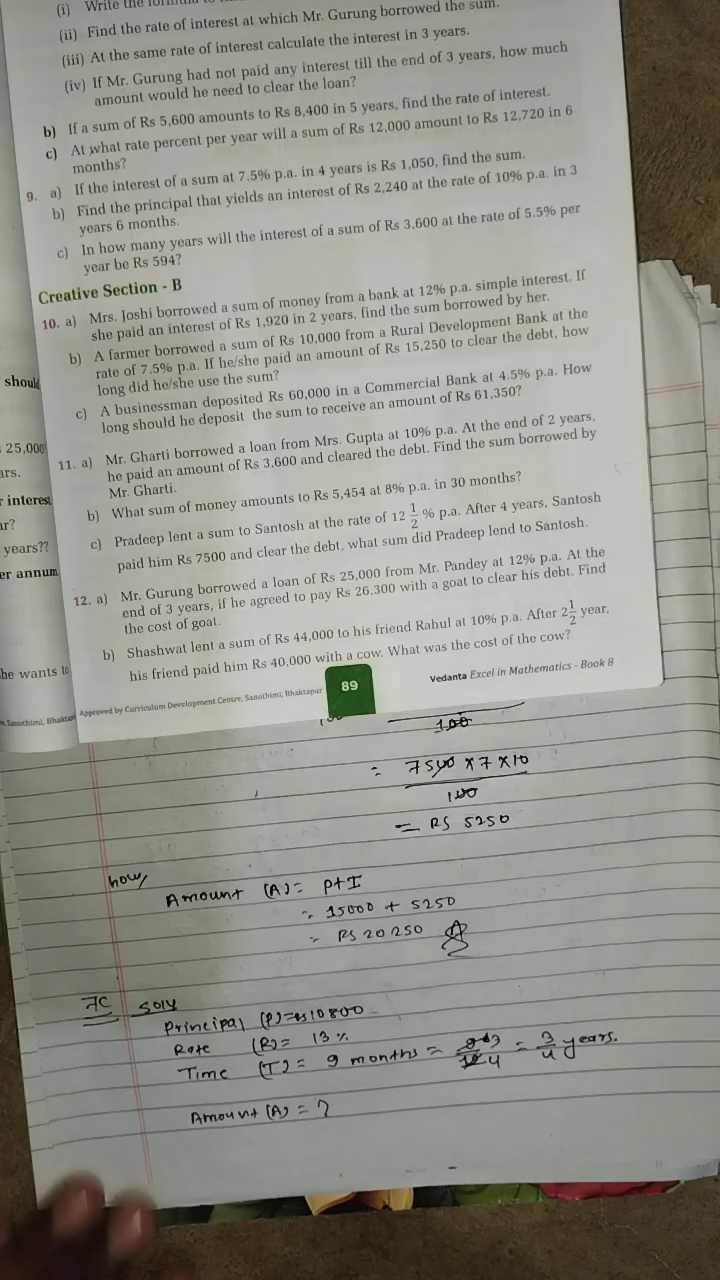 (i) Write the
(ii) Find the rate of interest at which Mr. Gurung borrowed the sum.
(iii) At the same rate of interest calculate the interest in 3 years.
(iv) If Mr. Gurung had not paid any interest till the end of 3 years, how much
amount would he need to clear the loan?
b) If a sum of Rs 5,600 amounts to Rs 8,400 in 5 years, find the rate of interest.
c) At what rate percent per year will a sum of Rs 12,000 amount to Rs 12,720 in 6
months?
9. a) If the interest of a sum at 7.5% p.a. in 4 years is Rs 1,050, find the sum.
b) Find the principal that yields an interest of Rs 2,240 at the rate of 10% p.a. in 3
years 6 months.
c) In how many years will the interest of a sum of Rs 3,600 at the rate of 5.5% per
year be Rs 594?
Creative Section - B
10. a) Mrs. Joshi borrowed a sum of money from a bank at 12% p.a. simple interest. If
she paid an interest of Rs 1,920 in 2 years, find the sum borrowed by her.
b) A farmer borrowed a sum of Rs 10,000 from a Rural Development Bank at the
rate of 7.5% p.a. If he/she paid an amount of Rs 15,250 to clear the debt, how
long did he/she use the sum?
c) A businessman deposited Rs 60,000 in a Commercial Bank at 4.5% p.a. How
long should he deposit the sum to receive an amount of Rs 61,350?
11. a) Mr. Gharti borrowed a loan from Mrs. Gupta at 10% p.a. At the end of 2 years,
he paid an amount of Rs 3,600 and cleared the debt. Find the sum borrowed by
Mr. Gharti.
b) What sum of money amounts to Rs 5,454 at 8% p.a. in 30 months?
c) Pradeep lent a sum to Santosh at the rate of 12 1/2 % p.a. After 4 years, Santosh
paid him Rs 7500 and clear the debt, what sum did Pradeep lend to Santosh.
12. a) Mr. Gurung borrowed a loan of Rs 25,000 from Mr. Pandey at 12% p.a. At the
end of 3 years, if he agreed to pay Rs 26,300 with a goat to clear his debt. Find
the cost of goat.
b) Shashwat lent a sum of Rs 44,000 to his friend Rahul at 10% p.a. After 2 1/2 year,
his friend paid him Rs 40,000 with a cow. What was the cost of the cow?
Approved by Curriculum Development Centre, Sanothimi, Bhaktapur 89 Vedanta Excel in Mathematics - Book 8
shoul
25,000
ars.
interest
ar?
years??
er annum
he wants to
Sanothimi, Bhaktap
100
= 7500 x 7 x 10
100
= RS 5250
now,
Amount (A) = P+I
= 15000 + 5250
= RS 20250
7C Soln
Principal (P) = RS 10800
Rate (R) = 13 %
Time (T) = 9 months = 9 3/12 4 = 3/4 years.
Amount (A) = ?